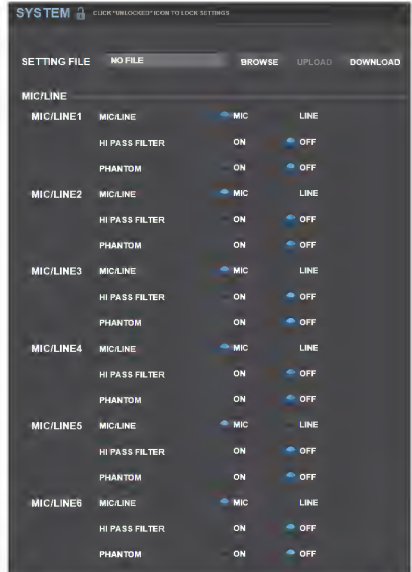 SYSTEM CLICK "UNLOCKED" ICON TO LOCK SETTINGS
SETTING FILE NO FILE BROWSE UPLOAD DOWNLOAD
MIC/LINE
MIC/LINE1 MIC/LINE MIC LINE
HI PASS FILTER ON OFF
PHANTOM ON OFF
MIC/LINE2 MIC/LINE MIC LINE
HI PASS FILTER ON OFF
PHANTOM ON OFF
MIC/LINE3 MIC/LINE MIC LINE
HI PASS FILTER ON OFF
PHANTOM ON OFF
MIC/LINE4 MIC/LINE MIC LINE
HI PASS FILTER ON OFF
PHANTOM ON OFF
MIC/LINE5 MIC/LINE MIC LINE
HI PASS FILTER ON OFF
PHANTOM ON OFF
MIC/LINE6 MIC/LINE MIC LINE
HI PASS FILTER ON OFF
PHANTOM ON OFF